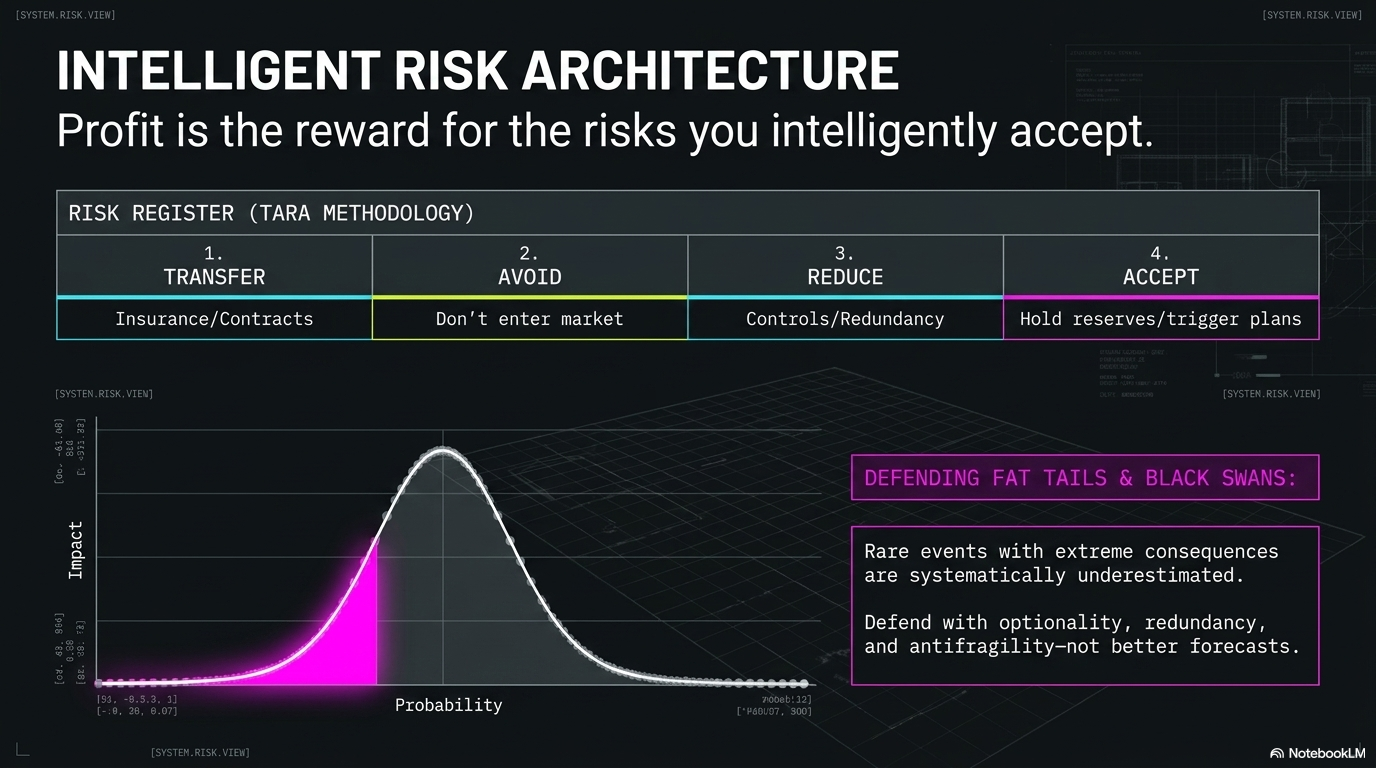 [SYSTEM.RISK.VIEW]
[SYSTEM.RISK.VIEW]
INTELLIGENT RISK ARCHITECTURE
Profit is the reward for the risks you intelligently accept.
RISK REGISTER (TARA METHODOLOGY)
1.
TRANSFER
2.
AVOID
3.
REDUCE
4.
ACCEPT
Insurance/Contracts
Don't enter market
Controls/Redundancy
Hold reserves/trigger plans
[SYSTEN.RISK.VIEW]
[SYSTEM.RISK.VIEW]
Impact
Probability
DEFENDING FAT TAILS & BLACK SWANS:
Rare events with extreme consequences
are systematically underestimated.
Defend with optionality, redundancy,
and antifragility—not better forecasts.
[SYSTEM.RISK.VIEW]
NotebookLM